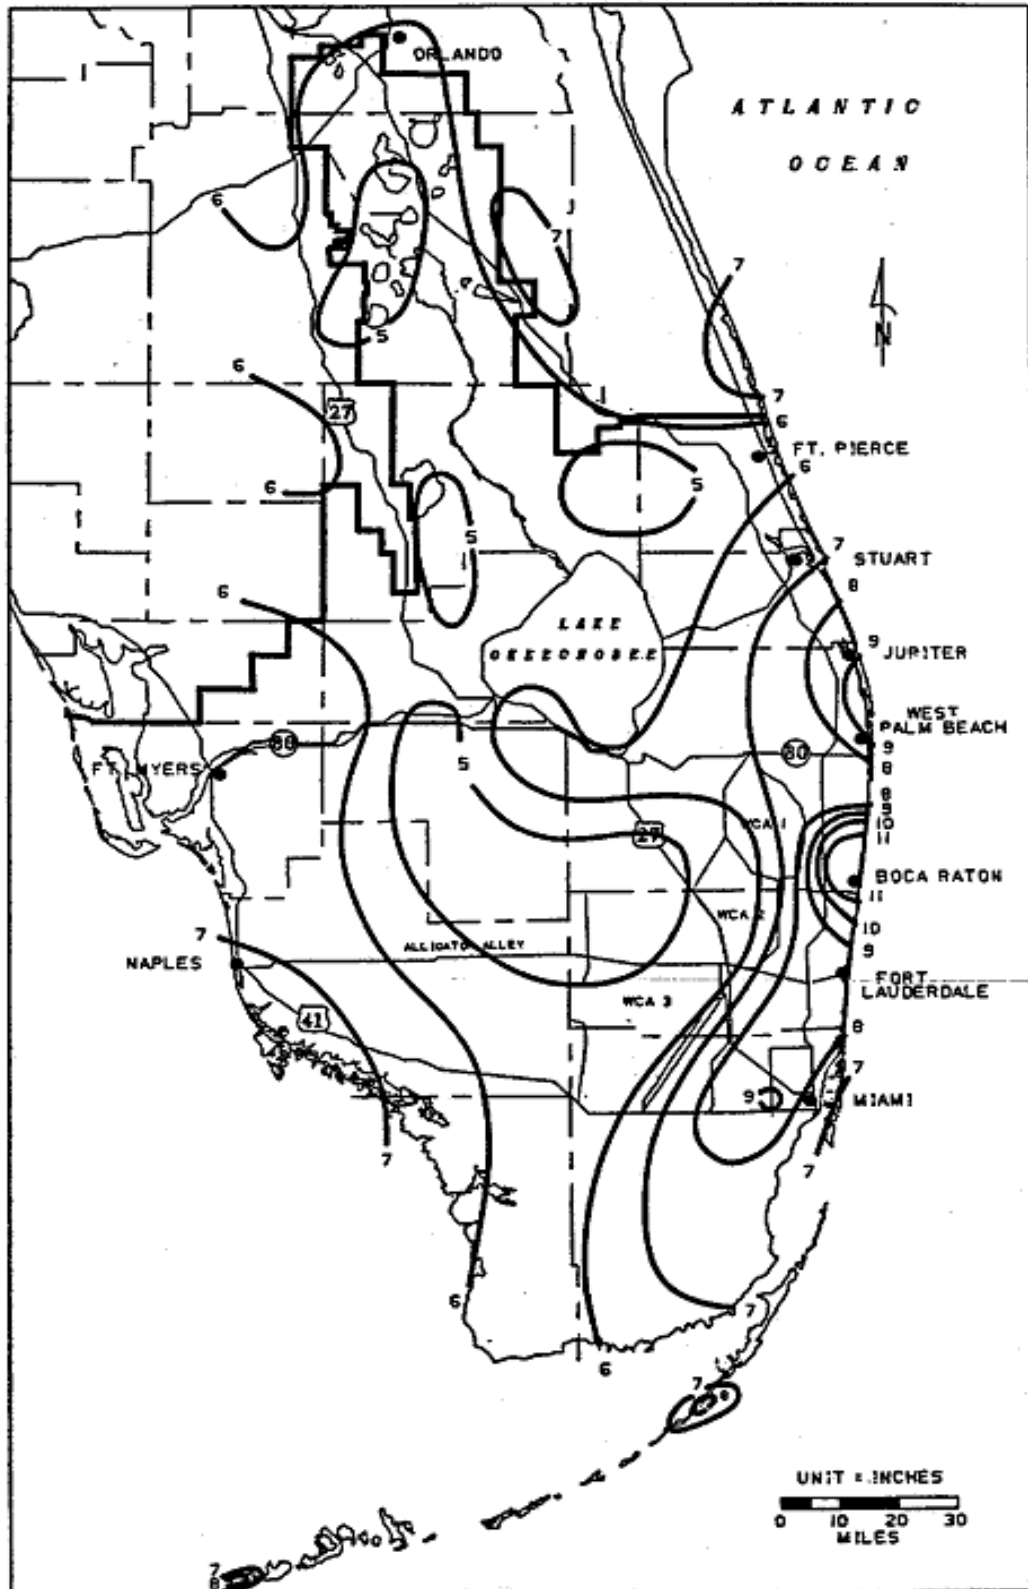 ORLANDO
ATLANTIC
OCEAN
6
7
7
N
5
6
27
7
6
FT. PIERCE
6
5
6
5
7
STUART
9
8
6
LAKE
OKEECHOBEE
9
JUPITER
WEST
PALM BEACH
80
80
9
8
FT. MYERS
5
8
9
10
11
WCA 1
27
BOCA RATON
11
WCA 2
10
7
ALLIGATOR ALLEY
9
NAPLES
FORT
LAUDERDALE
WCA 3
41
8
7
9
MIAMI
7
7
6
7
6
7
UNIT = INCHES
0 10 20 30
MILES
7
8